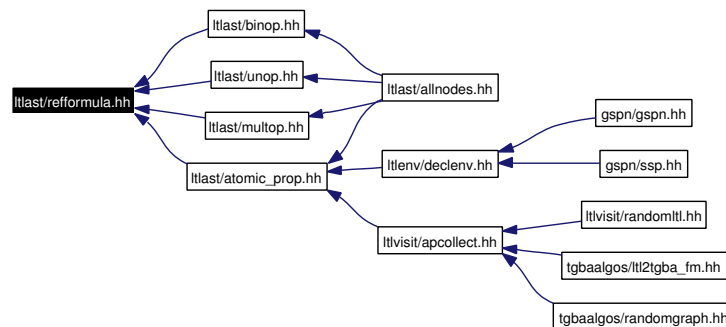 ltlast/binop.hh
ltlast/unop.hh
ltlast/allnodes.hh
ltlast/refformula.hh
gspn/gspn.hh
ltlast/multop.hh
ltlenv/declenv.hh
gspn/ssp.hh
ltlast/atomic_prop.hh
ltlvisit/randomltl.hh
ltlvisit/apcollect.hh
tgbaalgos/ltl2tgba_fm.hh
tgbaalgos/randomgraph.hh